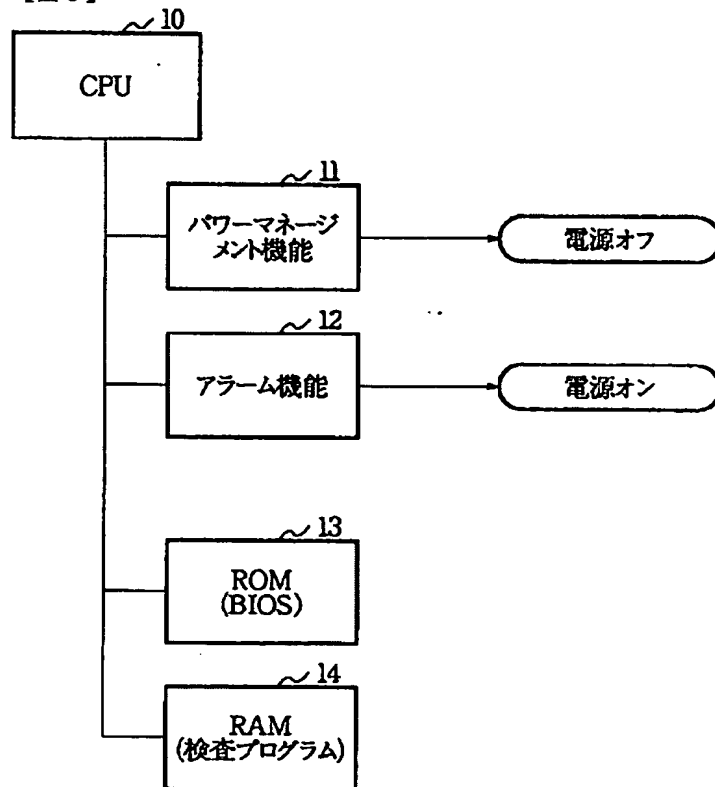 10
CPU
11
パワーマネージ
メント機能
電源オフ
12
アラーム機能
電源オン
13
ROM
(BIOS)
14
RAM
(検査プログラム)